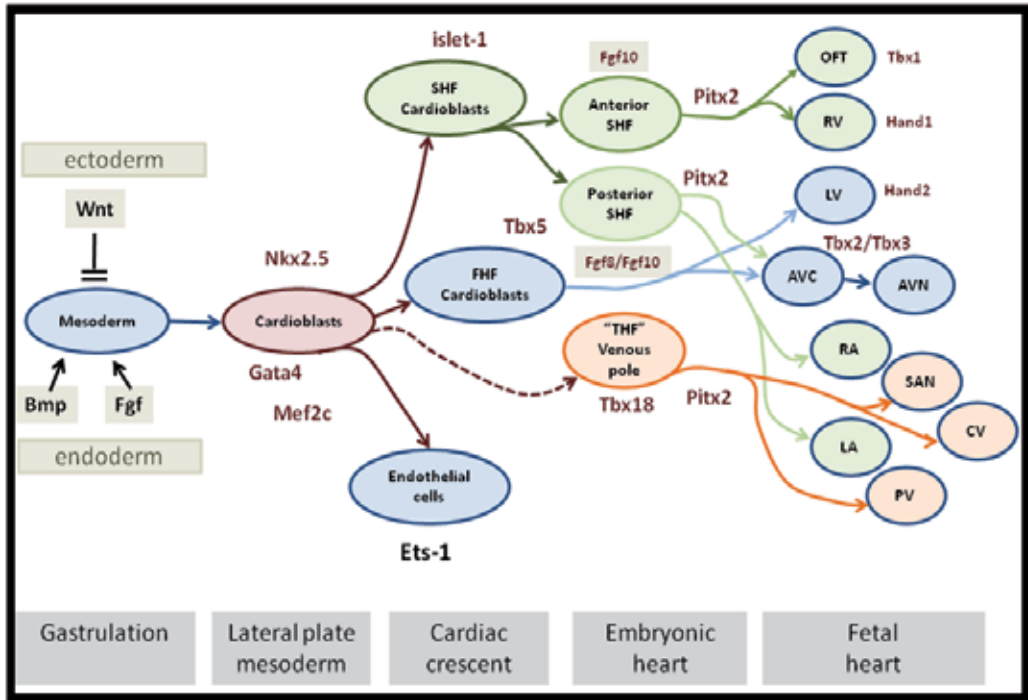 islet-1
SHF
Cardioblasts
Fgf10
Anterior
SHF
Pitx2
OFT
Tbx1
RV
Hand1
ectoderm
Wnt
Posterior
SHF
Pitx2
LV
Hand2
Nkx2.5
Tbx5
FHF
Cardioblasts
Fgf8/Fgf10
Tbx2/Tbx3
AVC
AVN
Mesoderm
Cardioblasts
"THF"
Venous
pole
RA
SAN
Bmp
Fgf
Gata4
Mef2c
Tbx18
Pitx2
CV
endoderm
LA
PV
Endothelial
cells
Ets-1
Gastrulation
Lateral plate
mesoderm
Cardiac
crescent
Embryonic
heart
Fetal
heart